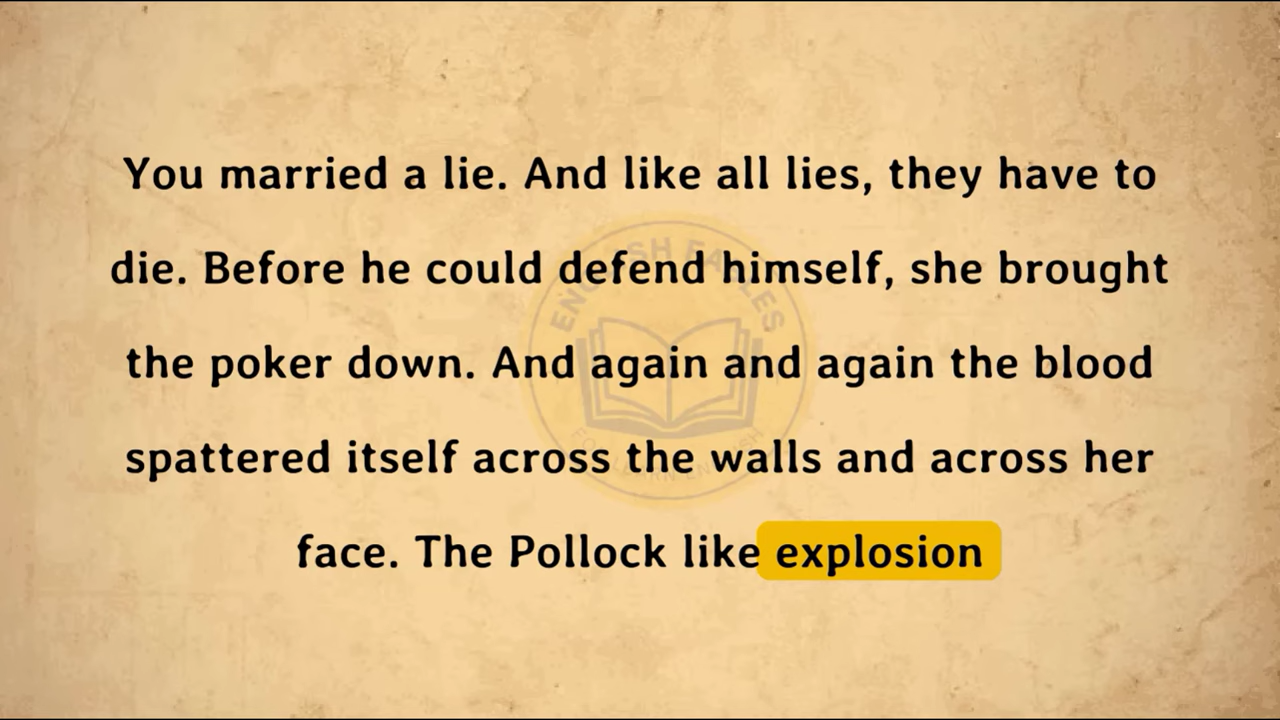 You married a lie. And like all lies, they have to
die. Before he could defend himself, she brought
the poker down. And again and again the blood
spattered itself across the walls and across her
face. The Pollock like explosion